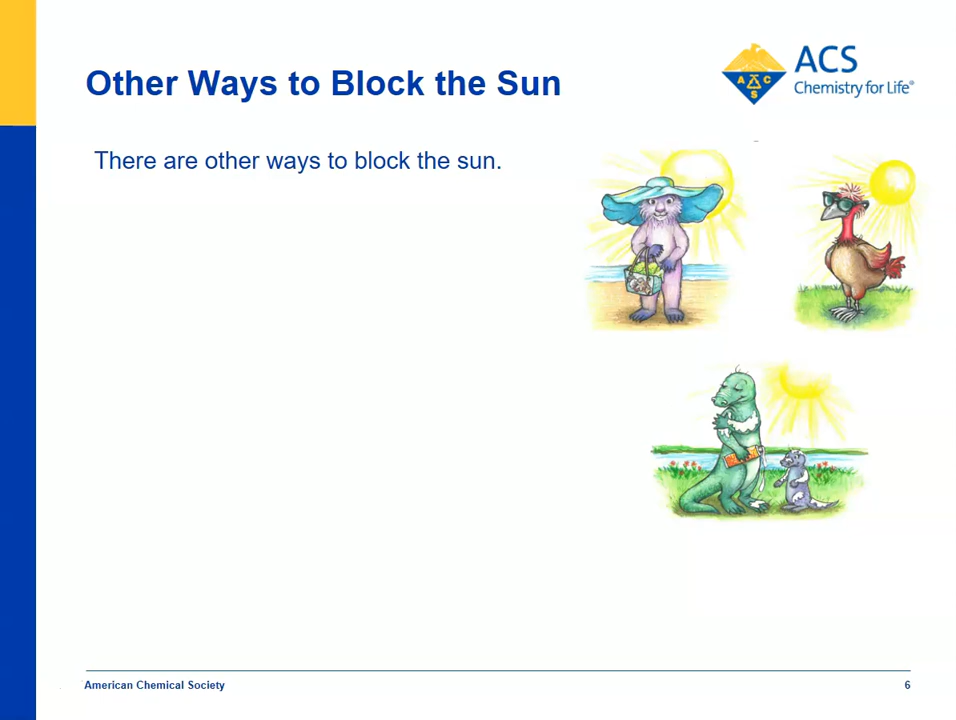 Other Ways to Block the Sun
ACS
Chemistry for Life®
A C S
There are other ways to block the sun.
American Chemical Society
6